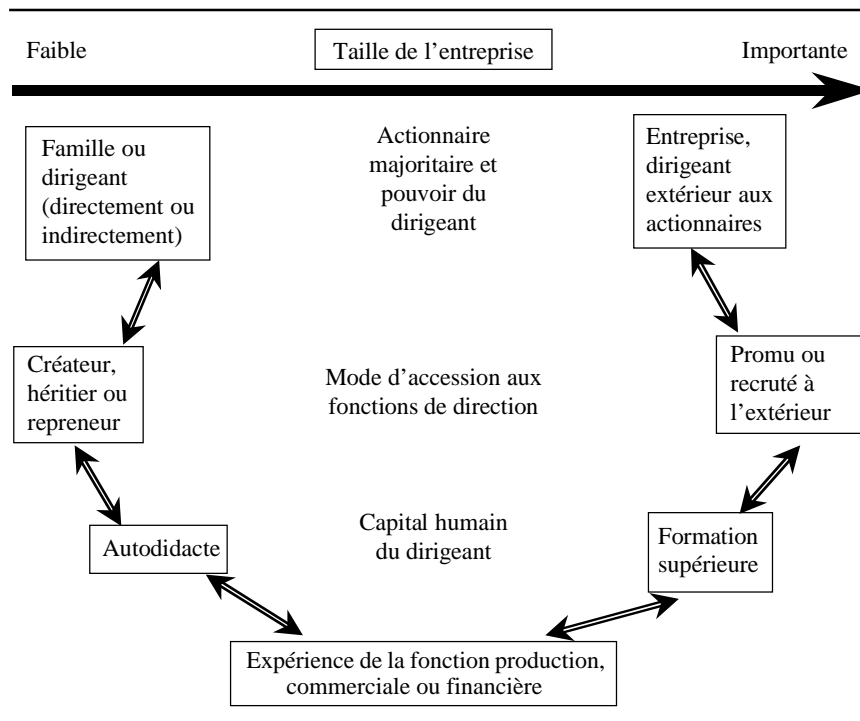 Faible
Taille de l’entreprise
Importante
Famille ou
dirigeant
(directement ou
indirectement)
Actionnaire
majoritaire et
pouvoir du
dirigeant
Entreprise,
dirigeant
extérieur aux
actionnaires
Créateur,
héritier ou
repreneur
Mode d’accession aux
fonctions de direction
Promu ou
recruté à
l’extérieur
Autodidacte
Capital humain
du dirigeant
Formation
supérieure
Expérience de la fonction production,
commerciale ou financière